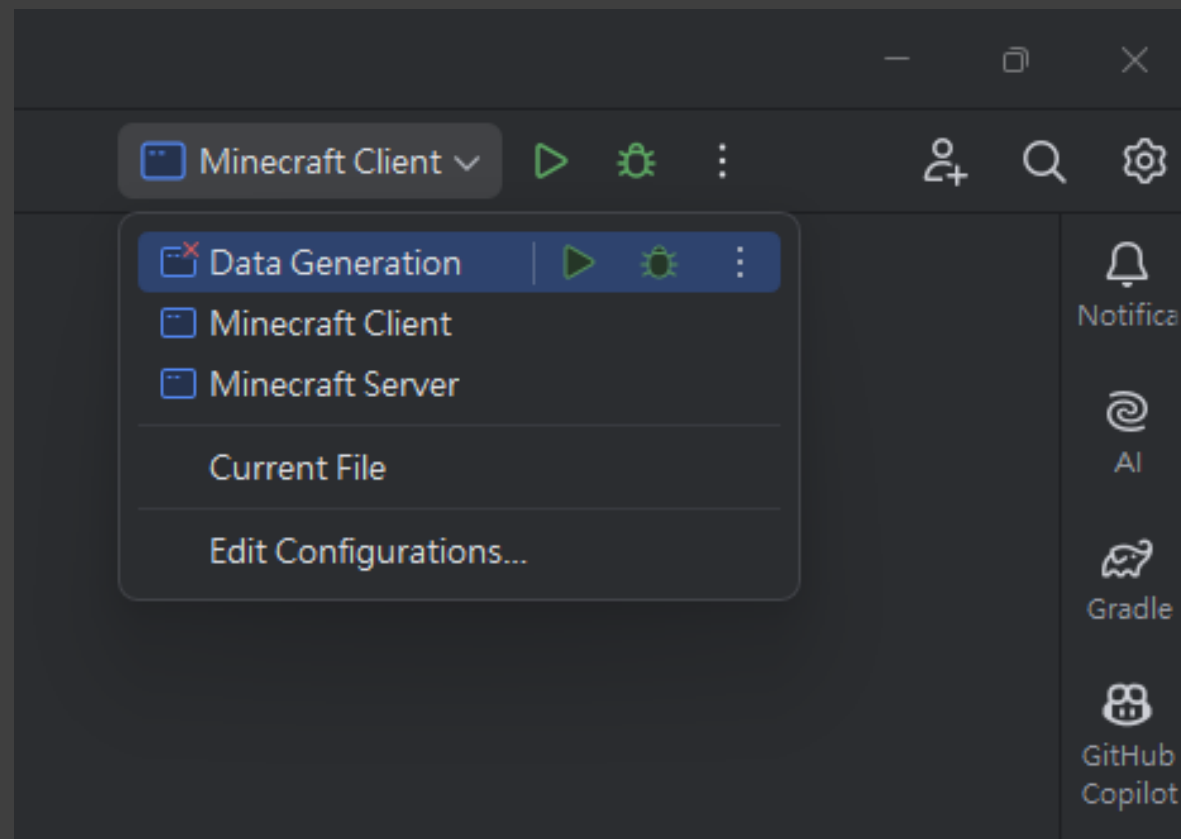 Minecraft Client
Data Generation
Minecraft Client
Minecraft Server
Current File
Edit Configurations...
Notifica
AI
Gradle
GitHub
Copilot